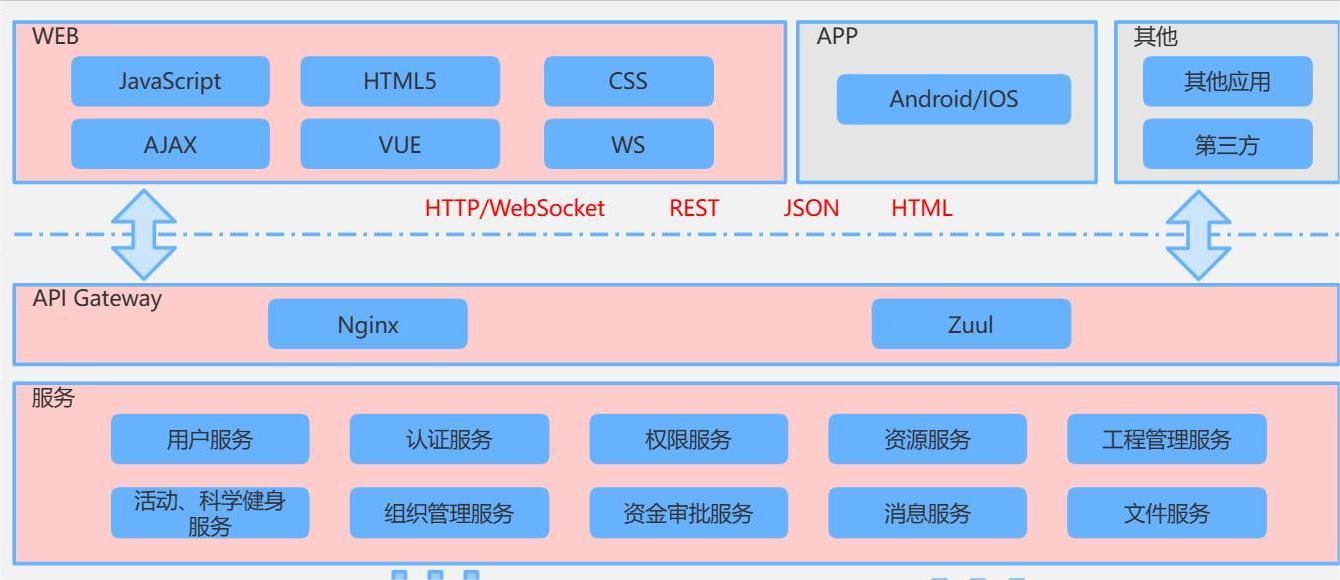 WEB
APP
其他
JavaScript
HTML5
CSS
Android/IOS
其他应用
AJAX
VUE
WS
第三方
HTTP/WebSocket
REST
JSON
HTML
API Gateway
Nginx
Zuul
服务
用户服务
认证服务
权限服务
资源服务
工程管理服务
活动、科学健身
服务
组织管理服务
资金审批服务
消息服务
文件服务